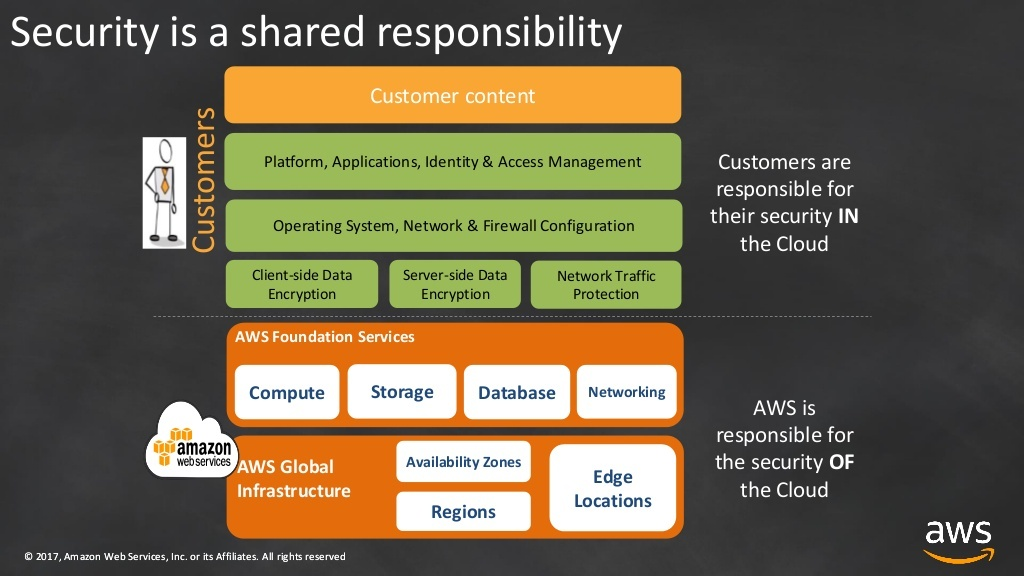 Security is a shared responsibility
Customers
Customer content
Platform, Applications, Identity & Access Management
Operating System, Network & Firewall Configuration
Client-side Data
Encryption
Server-side Data
Encryption
Network Traffic
Protection
Customers are
responsible for
their security IN
the Cloud
AWS Foundation Services
Compute
Storage
Database
Networking
amazon
web services
AWS Global
Infrastructure
Availability Zones
Regions
Edge
Locations
AWS is
responsible for
the security OF
the Cloud
© 2017, Amazon Web Services, Inc. or its Affiliates. All rights reserved
aws